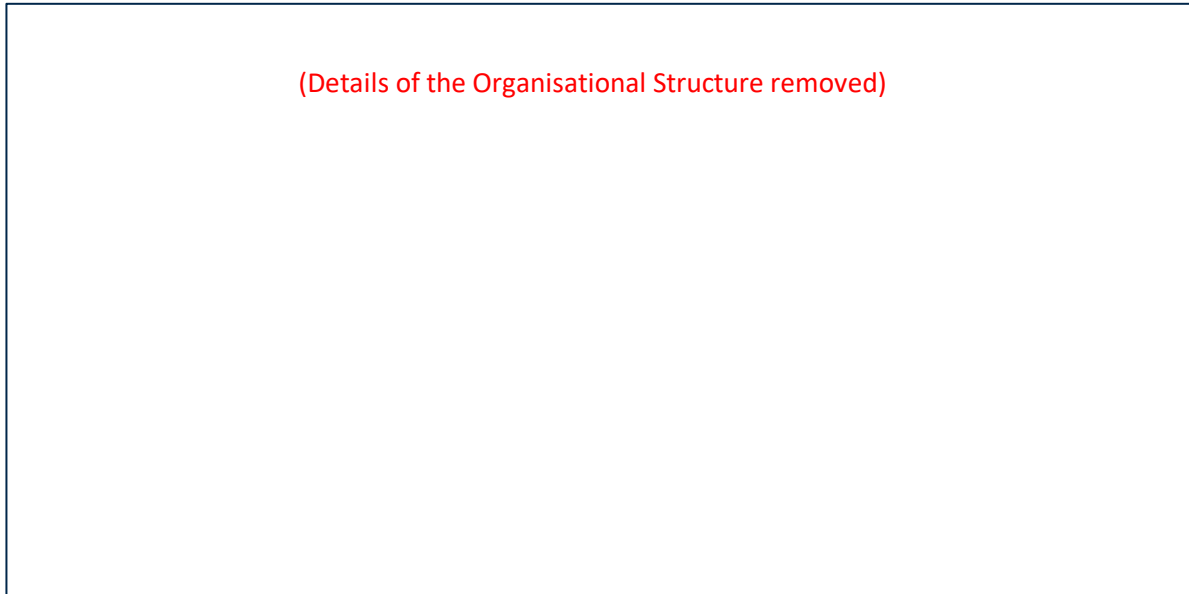 (Details of the Organisational Structure removed)